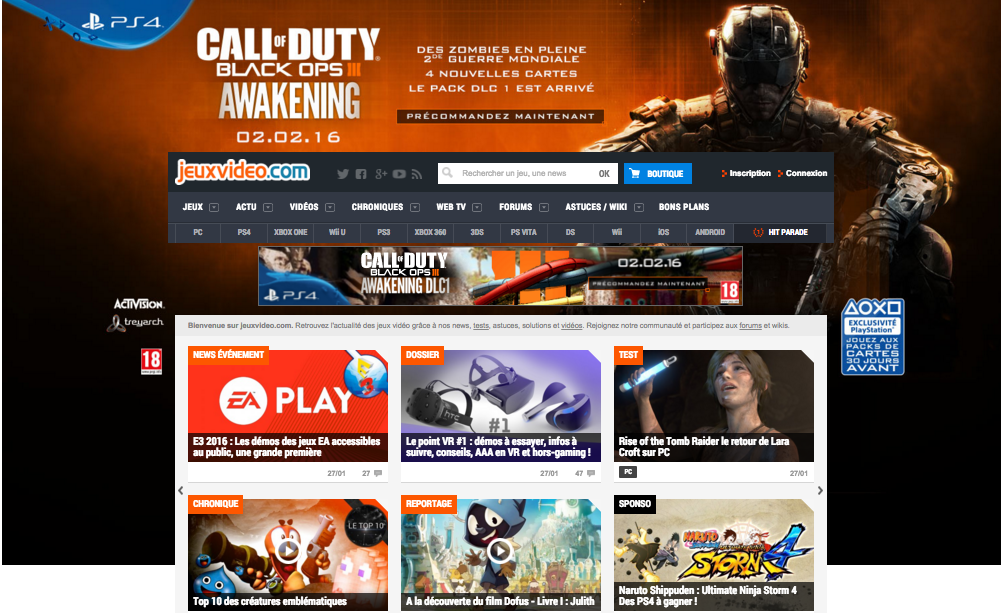 PS4
CALL OF DUTY
BLACK OPS III
AWAKENING
02.02.16
DES ZOMBIES EN PLEINE
2DE GUERRE MONDIALE
4 NOUVELLES CARTES
LE PACK DLC 1 EST ARRIVÉ
PRÉCOMMANDEZ MAINTENANT
jeuxvideo.com
Rechercher un jeu, une news
OK
BOUTIQUE
Inscription
Connexion
JEUX
ACTU
VIDÉOS
CHRONIQUES
WEB TV
FORUMS
ASTUCES / WIKI
BONS PLANS
PC
PS4
XBOX ONE
Wii U
PS3
XBOX 360
3DS
PS VITA
DS
Wii
iOS
ANDROID
HIT PARADE
CALL OF DUTY
BLACK OPS III
AWAKENING DLC1
PS4
02.02.16
PRÉCOMMANDEZ MAINTENANT
18
ACTIVISION.
treyarch
18
EXCLUSIVITÉ
PlayStation
JOUEZ AUX
PACKS DE
CARTES
30 JOURS
AVANT
Bienvenue sur jeuxvideo.com. Retrouvez l'actualité des jeux vidéo grâce à nos news, tests, astuces, solutions et vidéos. Rejoignez notre communauté et participez aux forums et wikis.
NEWS ÉVÉNEMENT
EA PLAY
E3
E3 2016 : Les démos des jeux EA accessibles
au public, une grande première
27/01 27
DOSSIER
HTC
#1
Le point VR #1 : démos à essayer, infos à
suivre, conseils, AAA en VR et hors-gaming !
27/01 47
TEST
Rise of the Tomb Raider le retour de Lara
Croft sur PC
PC
27/01
CHRONIQUE
LE TOP 10
Top 10 des créatures emblématiques
REPORTAGE
A la découverte du film Dofus - Livre I : Julith
SPONSO
NARUTO
STORM 4
Naruto Shippuden : Ultimate Ninja Storm 4
Des PS4 à gagner !